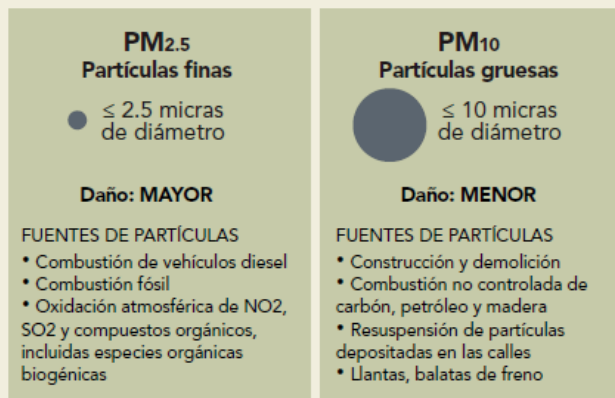 PM2.5
Partículas finas
≤ 2.5 micras
de diámetro
Daño: MAYOR
FUENTES DE PARTÍCULAS
• Combustión de vehículos diesel
• Combustión fósil
• Oxidación atmosférica de NO2,
SO2 y compuestos orgánicos,
incluidas especies orgánicas
biogénicas
PM10
Partículas gruesas
≤ 10 micras
de diámetro
Daño: MENOR
FUENTES DE PARTÍCULAS
• Construcción y demolición
• Combustión no controlada de
carbón, petróleo y madera
• Resuspensión de partículas
depositadas en las calles
• Llantas, balatas de freno